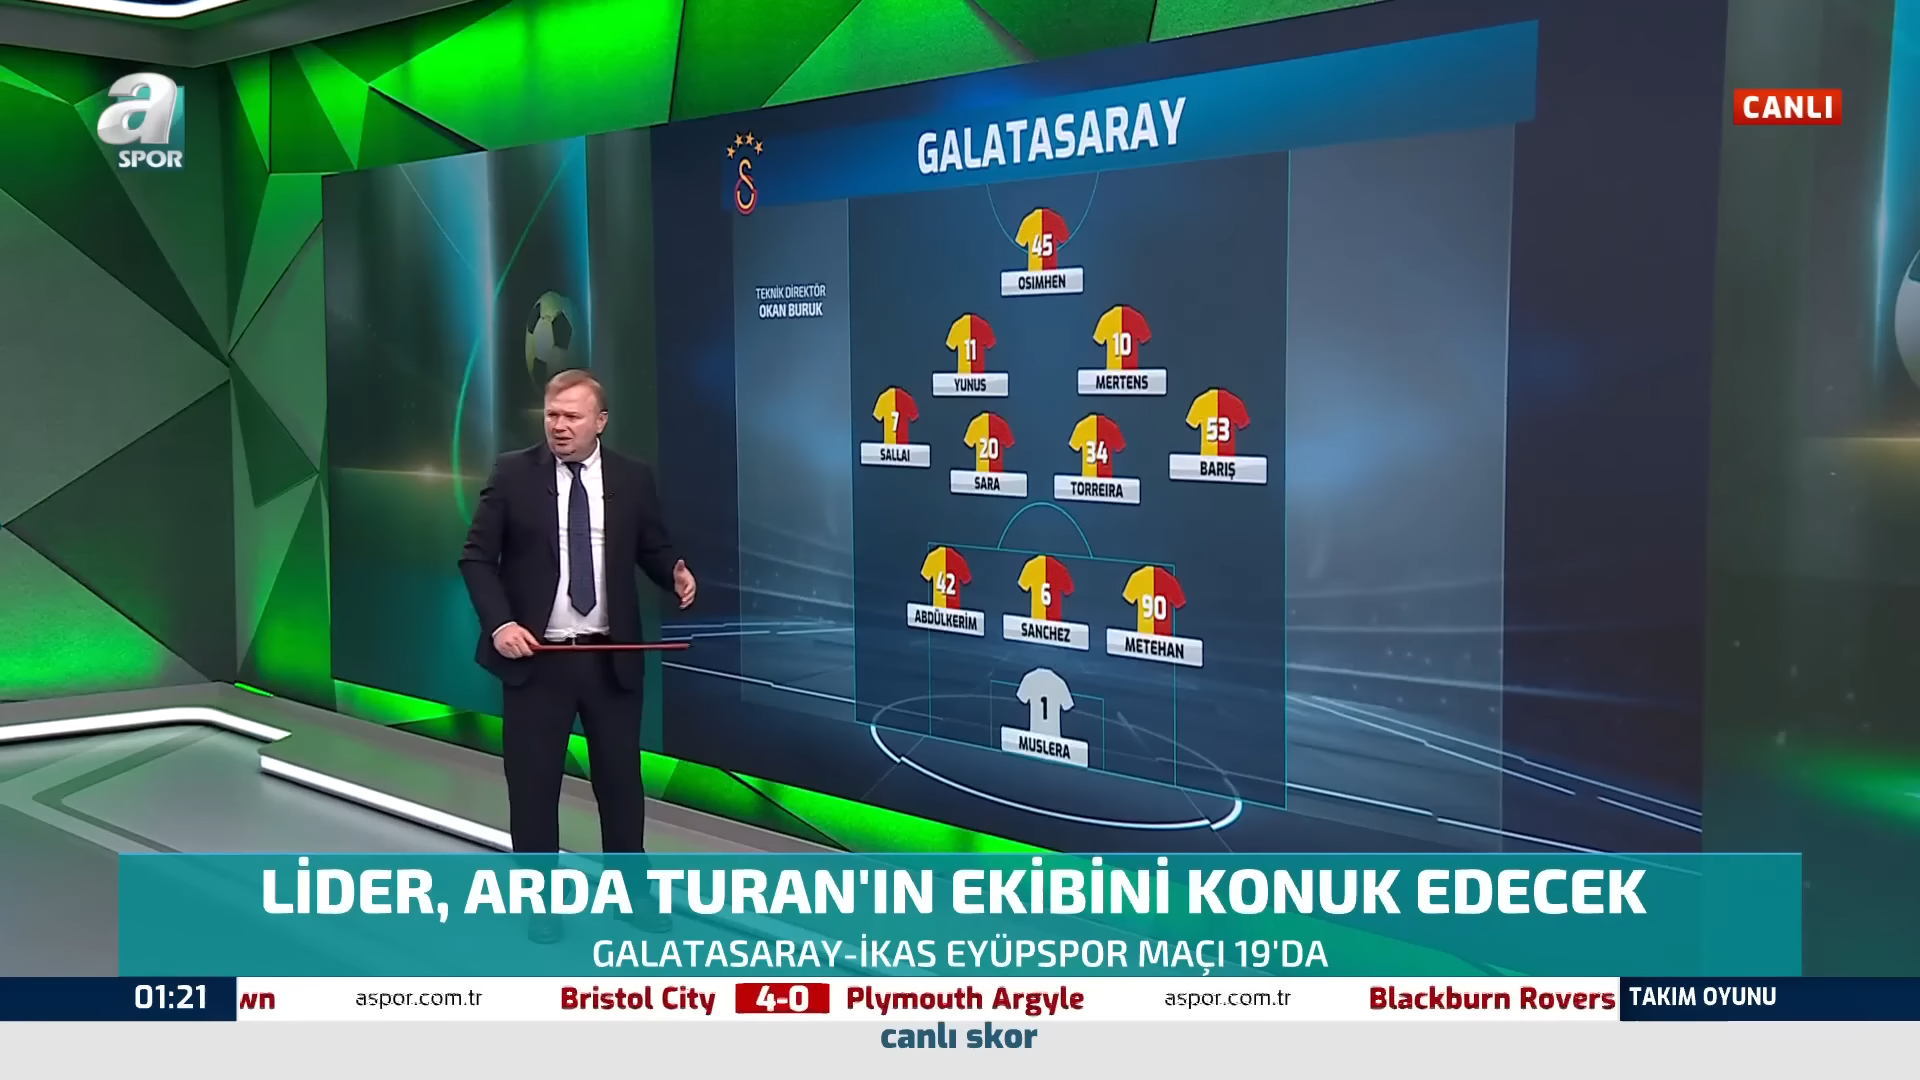 a
SPOR
CANLI
GALATASARAY
TEKNİK DİREKTÖR
OKAN BURUK
45
OSIMHEN
11
YUNUS
10
MERTENS
7
SALLAI
20
SARA
34
TORREIRA
53
BARIŞ
42
ABDÜLKERİM
6
SANCHEZ
90
METEHAN
1
MUSLERA
LİDER, ARDA TURAN'IN EKİBİNİ KONUK EDECEK
GALATASARAY-İKAS EYÜPSPOR MAÇI 19'DA
01:21 wn aspor.com.tr Bristol City 4-0 Plymouth Argyle aspor.com.tr Blackburn Rovers TAKIM OYUNU
canlı skor